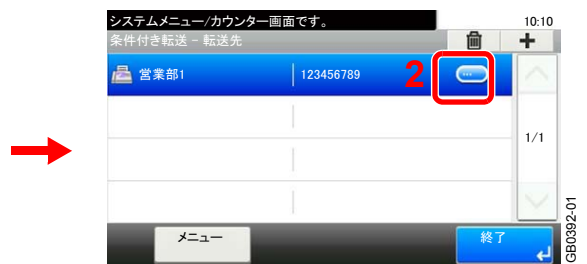 システムメニュー/カウンター画面です。 10:10
条件付き転送 - 転送先
営業部1 123456789 2
1/1
メニュー 終了
GB0392-01